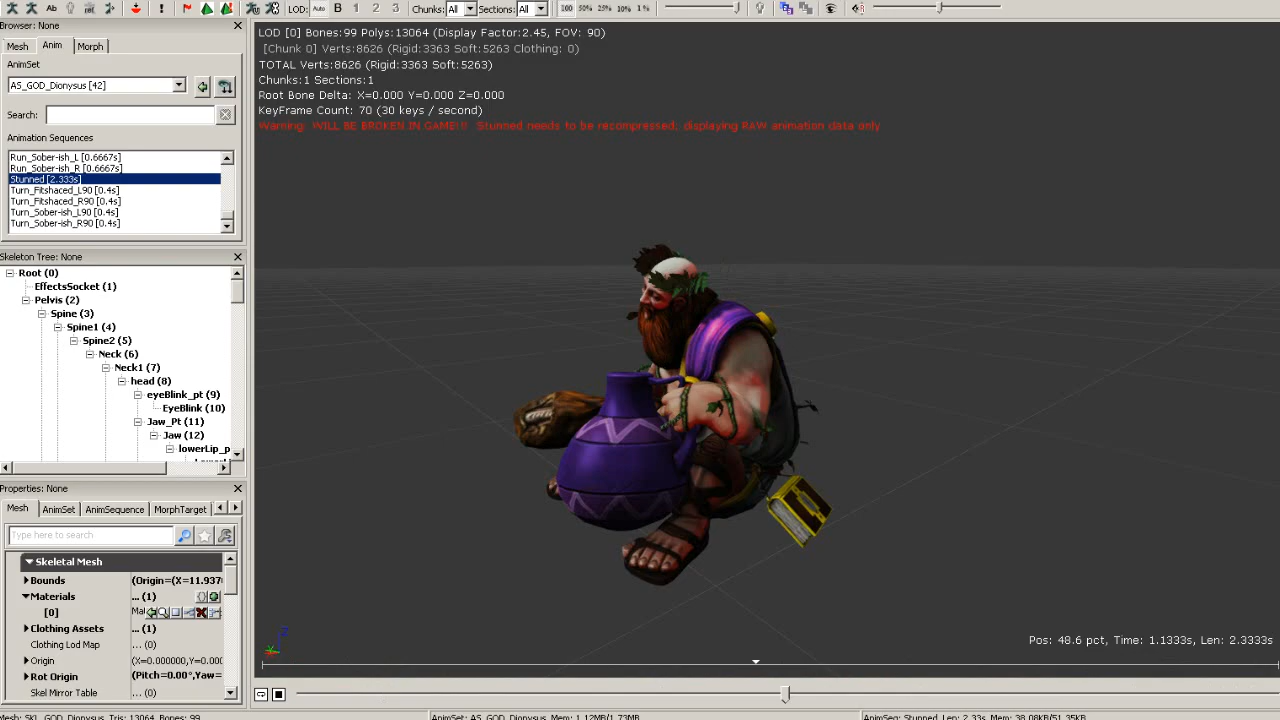 LOD: Auto B 1 2 3 Chunks: All Sections: All 100 50% 25% 10% 1%
Browser: None
Mesh Anim Morph
AnimSet
AS_GOD_Dionysus [42]
Search:
Animation Sequences
Run_Sober-ish_L [0.6667s]
Run_Sober-ish_R [0.6667s]
Stunned [2.333s]
Turn_Fitshaced_L90 [0.4s]
Turn_Fitshaced_R90 [0.4s]
Turn_Sober-ish_L90 [0.4s]
Turn_Sober-ish_R90 [0.4s]
Skeleton Tree: None
Root (0)
EffectsSocket (1)
Pelvis (2)
Spine (3)
Spine1 (4)
Spine2 (5)
Neck (6)
Neck1 (7)
head (8)
eyeBlink_pt (9)
EyeBlink (10)
Jaw_Pt (11)
Jaw (12)
lowerLip_p
Properties: None
Mesh AnimSet AnimSequence MorphTarget
Type here to search
Skeletal Mesh
Bounds (Origin=(X=11.937
Materials ... (1)
[0] Mal
Clothing Assets ... (1)
Clothing Lod Map ... (0)
Origin (X=0.000000,Y=0.00
Rot Origin (Pitch=0.00°,Yaw=
Skel Mirror Table ... (0)
LOD [0] Bones:99 Polys:13064 (Display Factor:2.45, FOV: 90)
[Chunk 0] Verts:8626 (Rigid:3363 Soft:5263 Clothing: 0)
TOTAL Verts:8626 (Rigid:3363 Soft:5263)
Chunks:1 Sections:1
Root Bone Delta: X=0.000 Y=0.000 Z=0.000
KeyFrame Count: 70 (30 keys / second)
Warning: WILL BE BROKEN IN GAME!!! Stunned needs to be recompressed, displaying RAW animation data only
Z
Pos: 48.6 pct, Time: 1.1333s, Len: 2.3333s
Mesh: SKL_GOD_Dionysus, Tris: 13064, Bones: 99
AnimSet: AS_GOD_Dionysus, Mem: 1.12MB/1.73MB
AnimSeq: Stunned, Len: 2.33s, Mem: 38.08KB/51.35KB